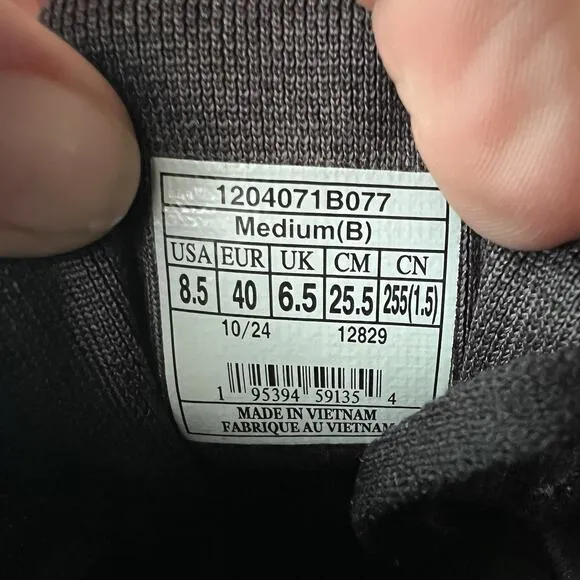 1204071B077
Medium(B)
USA EUR UK CM CN
8.5 40 6.5 25.5 255(1.5)
10/24 12829
1 95394 59135 4
MADE IN VIETNAM
FABRIQUE AU VIETNAM